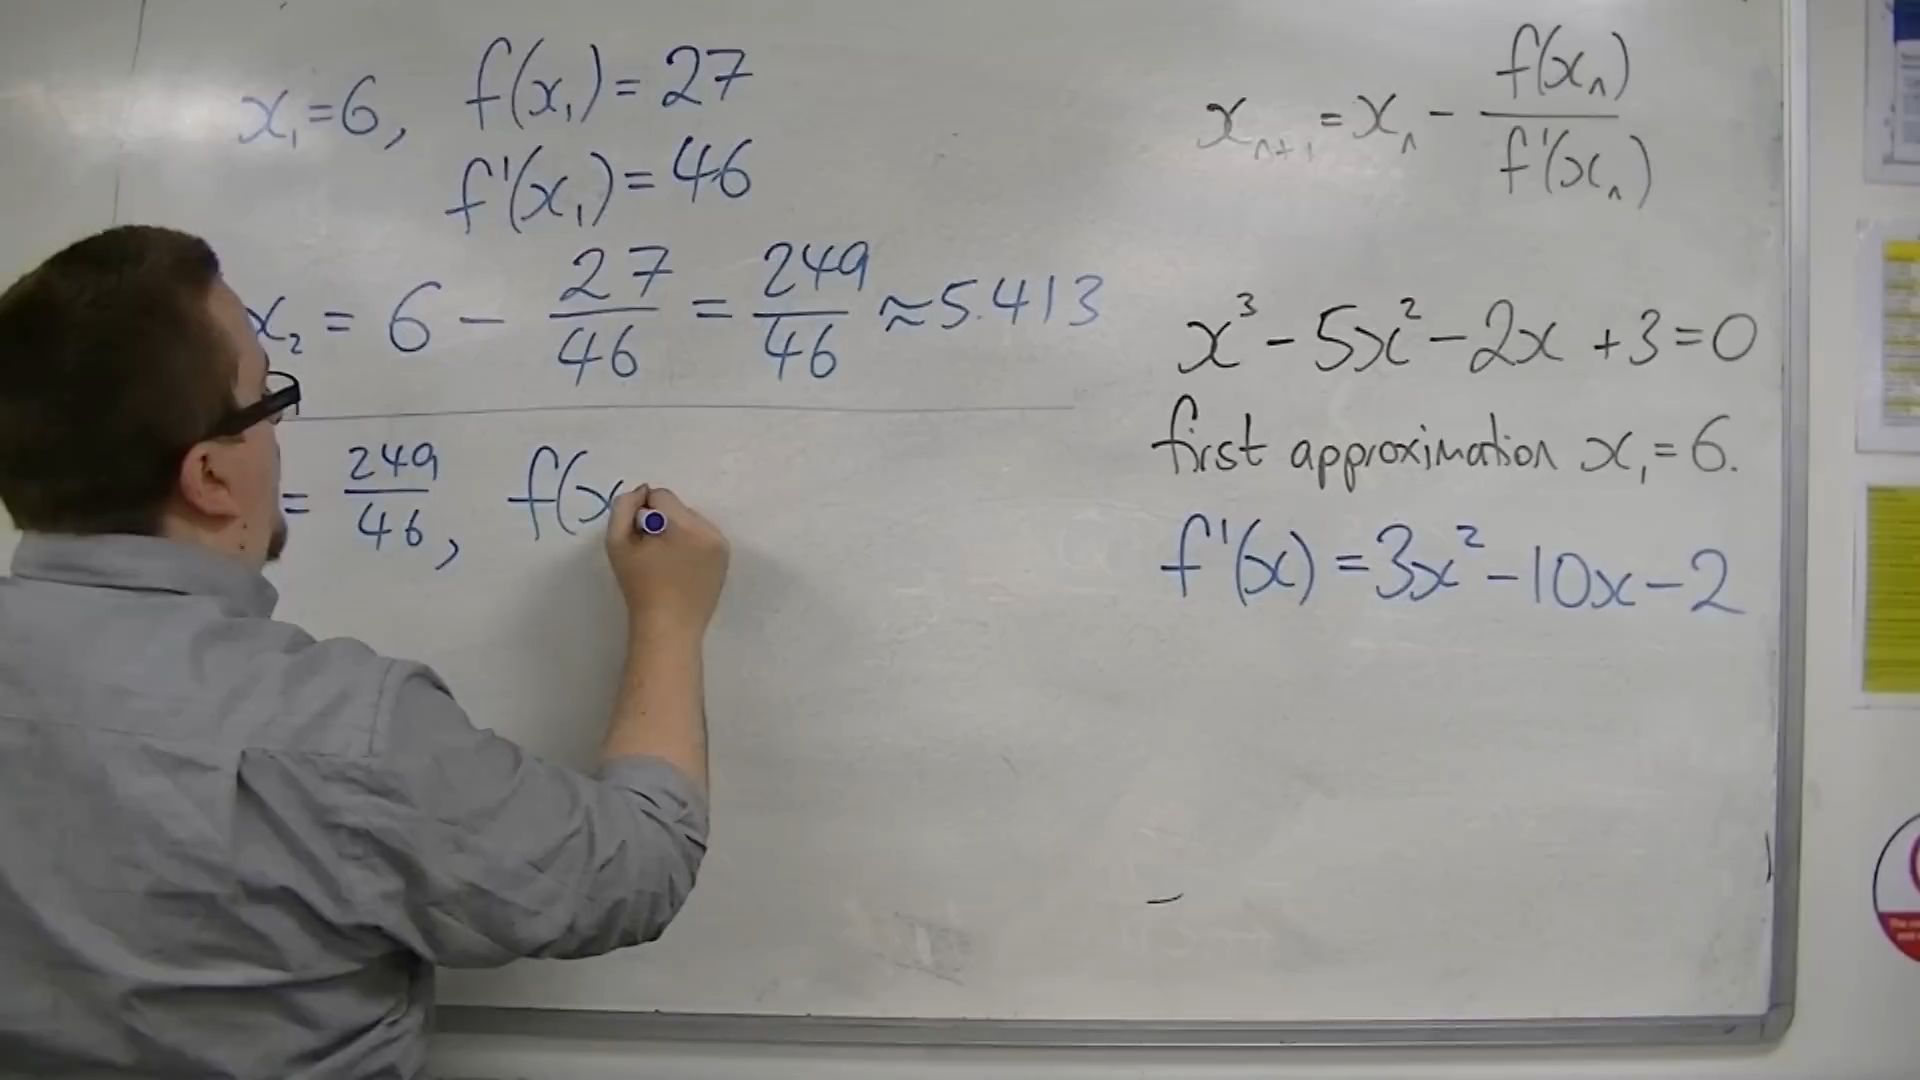 x₁ = 6, f(x₁) = 27
f'(x₁) = 46
x₂ = 6 - 27/46 = 249/46 ≈ 5.413
= 249/46, f(x
xₙ₊₁ = xₙ - f(xₙ)/f'(xₙ)
x³ - 5x² - 2x + 3 = 0
first approximation x₁ = 6.
f'(x) = 3x² - 10x - 2